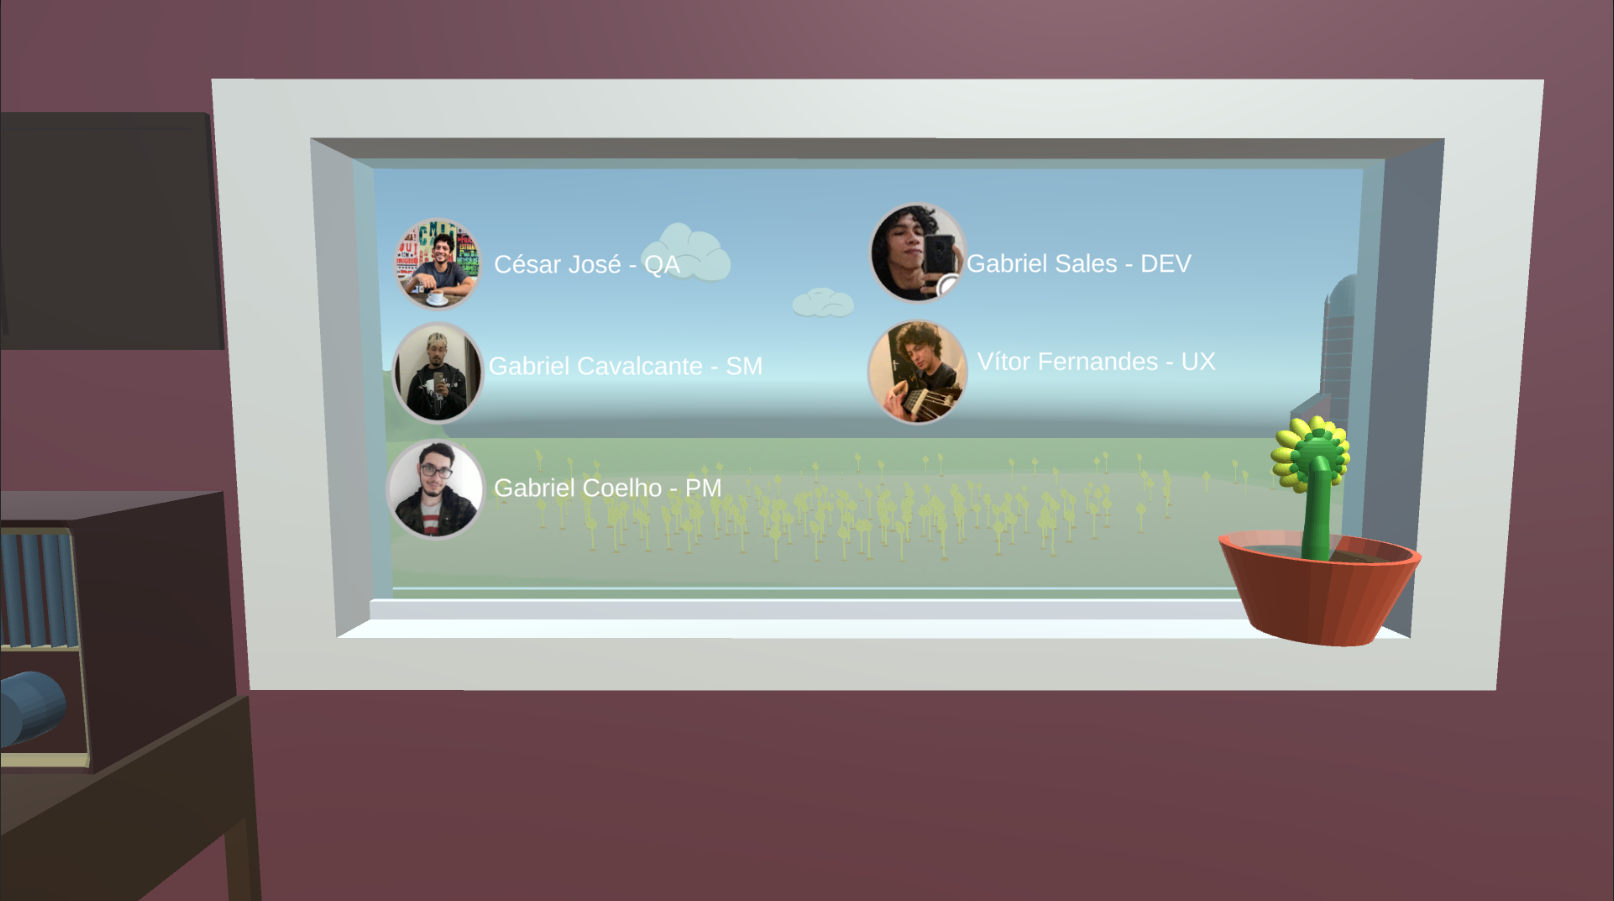 César José - QA
Gabriel Cavalcante - SM
Gabriel Coelho - PM
Gabriel Sales - DEV
Vítor Fernandes - UX